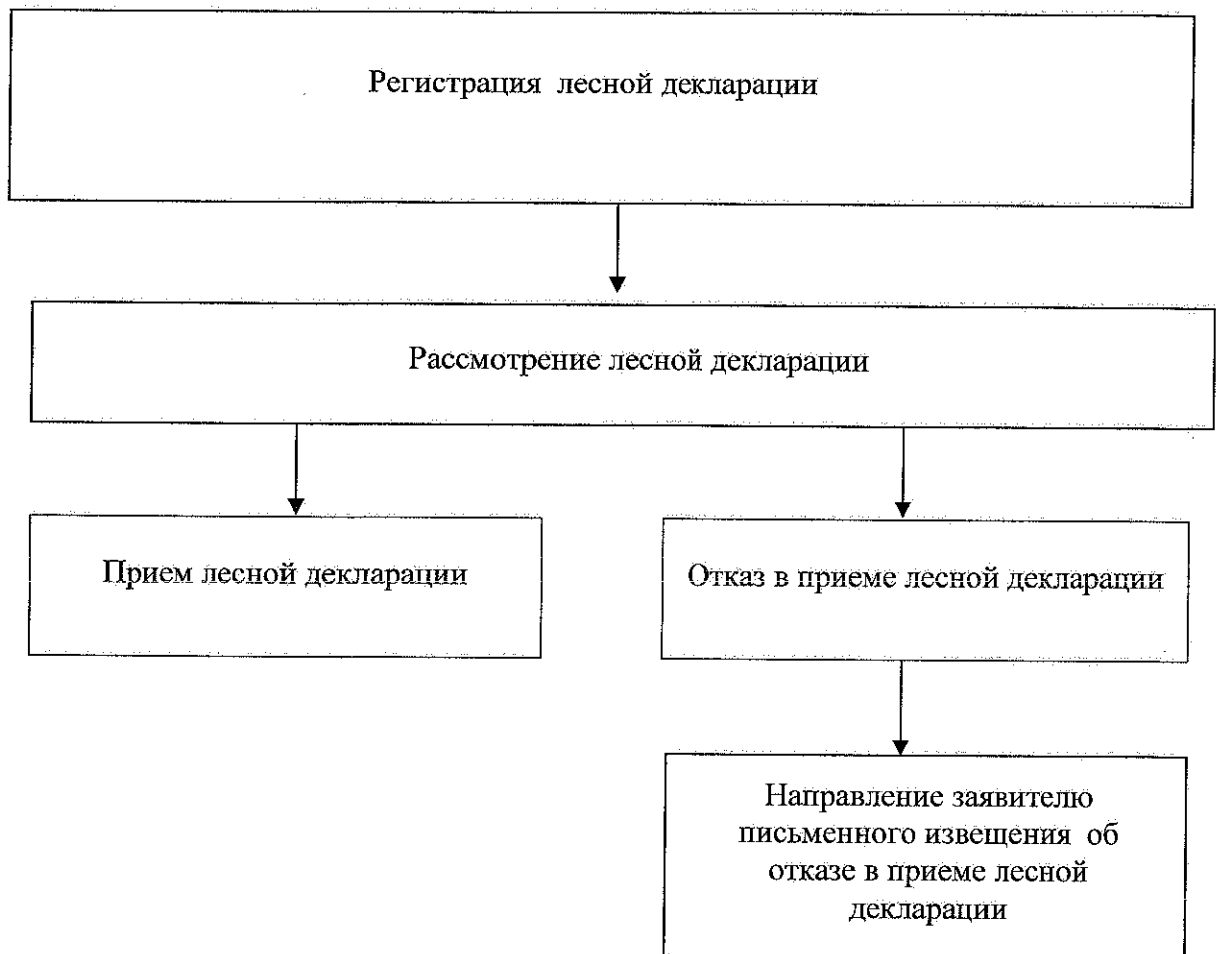 Регистрация лесной декларации
Рассмотрение лесной декларации
Прием лесной декларации
Отказ в приеме лесной декларации
Направление заявителю
письменного извещения об
отказе в приеме лесной
декларации